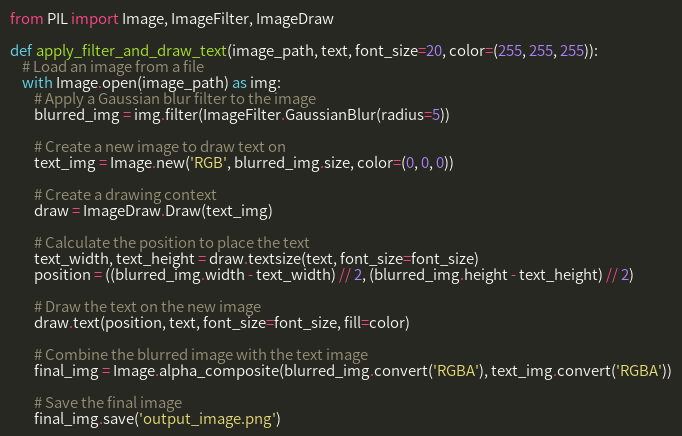 from PIL import Image, ImageFilter, ImageDraw
def apply_filter_and_draw_text(image_path, text, font_size=20, color=(255, 255, 255)):
# Load an image from a file
with Image.open(image_path) as img:
# Apply a Gaussian blur filter to the image
blurred_img = img.filter(ImageFilter.GaussianBlur(radius=5))
# Create a new image to draw text on
text_img = Image.new('RGB', blurred_img.size, color=(0, 0, 0))
# Create a drawing context
draw = ImageDraw.Draw(text_img)
# Calculate the position to place the text
text_width, text_height = draw.textsize(text, font_size=font_size)
position = ((blurred_img.width - text_width) // 2, (blurred_img.height - text_height) // 2)
# Draw the text on the new image
draw.text(position, text, font_size=font_size, fill=color)
# Combine the blurred image with the text image
final_img = Image.alpha_composite(blurred_img.convert('RGBA'), text_img.convert('RGBA'))
# Save the final image
final_img.save('output_image.png')